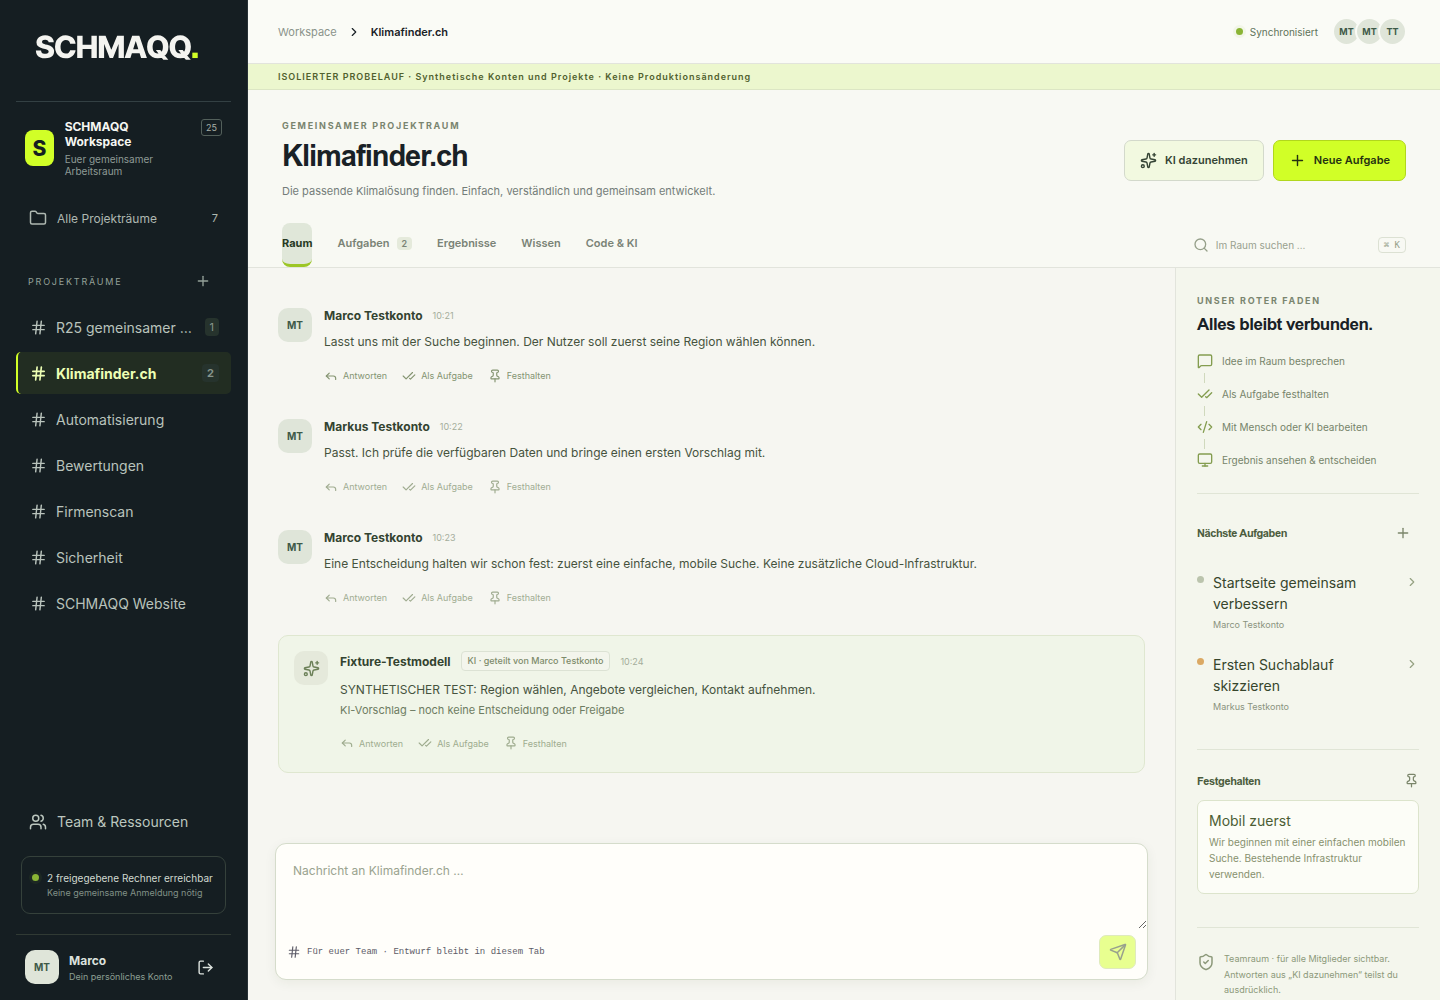 SCHMAQQ.
S
SCHMAQQ
Workspace
25
Euer gemeinsamer
Arbeitsraum
Alle Projekträume 7
PROJEKTRÄUME
R25 gemeinsamer ... 1
Klimafinder.ch 2
Automatisierung
Bewertungen
Firmenscan
Sicherheit
SCHMAQQ Website
Team & Ressourcen
2 freigegebene Rechner erreichbar
Keine gemeinsame Anmeldung nötig
MT
Marco
Dein persönliches Konto
Workspace > Klimafinder.ch
Synchronisiert
MT MT TT
ISOLIERTER PROBELAUF · Synthetische Konten und Projekte · Keine Produktionsänderung
GEMEINSAMER PROJEKTRAUM
Klimafinder.ch
Die passende Klimalösung finden. Einfach, verständlich und gemeinsam entwickelt.
KI dazunehmen
Neue Aufgabe
Raum Aufgaben 2 Ergebnisse Wissen Code & KI
Im Raum suchen ... ⌘ K
MT
Marco Testkonto 10:21
Lasst uns mit der Suche beginnen. Der Nutzer soll zuerst seine Region wählen können.
Antworten Als Aufgabe Festhalten
MT
Markus Testkonto 10:22
Passt. Ich prüfe die verfügbaren Daten und bringe einen ersten Vorschlag mit.
Antworten Als Aufgabe Festhalten
MT
Marco Testkonto 10:23
Eine Entscheidung halten wir schon fest: zuerst eine einfache, mobile Suche. Keine zusätzliche Cloud-Infrastruktur.
Antworten Als Aufgabe Festhalten
Fixture-Testmodell KI · geteilt von Marco Testkonto 10:24
SYNTHETISCHER TEST: Region wählen, Angebote vergleichen, Kontakt aufnehmen.
KI-Vorschlag – noch keine Entscheidung oder Freigabe
Antworten Als Aufgabe Festhalten
Nachricht an Klimafinder.ch ...
Für euer Team · Entwurf bleibt in diesem Tab
UNSER ROTER FADEN
Alles bleibt verbunden.
Idee im Raum besprechen
Als Aufgabe festhalten
Mit Mensch oder KI bearbeiten
Ergebnis ansehen & entscheiden
Nächste Aufgaben
Startseite gemeinsam
verbessern
Marco Testkonto
Ersten Suchablauf
skizzieren
Markus Testkonto
Festgehalten
Mobil zuerst
Wir beginnen mit einer einfachen mobilen
Suche. Bestehende Infrastruktur
verwenden.
Teamraum · für alle Mitglieder sichtbar.
Antworten aus „KI dazunehmen“ teilst du
ausdrücklich.